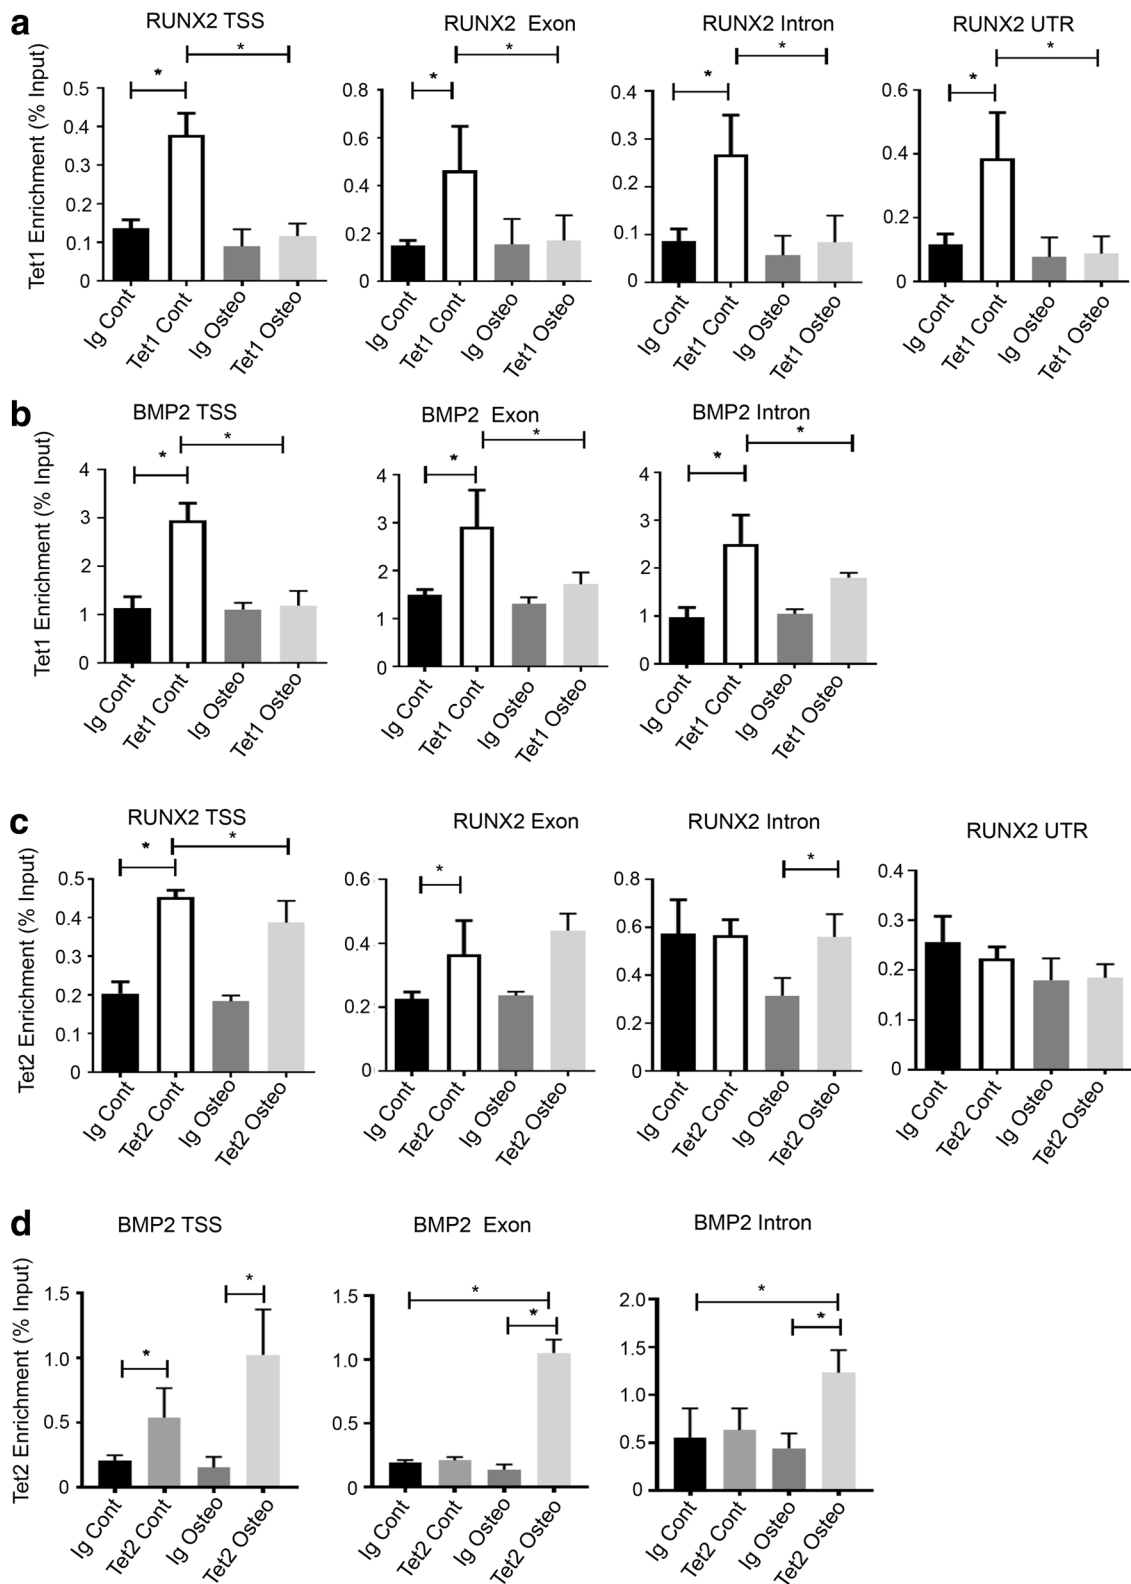 a
RUNX2 TSS
RUNX2 Exon
RUNX2 Intron
RUNX2 UTR
* * * * * * * *
Tet1 Enrichment (% Input)
0.5
0.4
0.3
0.2
0.1
0
Ig Cont
Tet1 Cont
Ig Osteo
Tet1 Osteo
0.8
0.6
0.4
0.2
0
Ig Cont
Tet1 Cont
Ig Osteo
Tet1 Osteo
0.4
0.3
0.2
0.1
0
Ig Cont
Tet1 Cont
Ig Osteo
Tet1 Osteo
0.6
0.4
0.2
0
Ig Cont
Tet1 Cont
Ig Osteo
Tet1 Osteo
b
BMP2 TSS
BMP2 Exon
BMP2 Intron
* * * * * *
Tet1 Enrichment (% Input)
4
3
2
1
0
Ig Cont
Tet1 Cont
Ig Osteo
Tet1 Osteo
4
3
2
1
0
Ig Cont
Tet1 Cont
Ig Osteo
Tet1 Osteo
4
3
2
1
0
Ig Cont
Tet1 Cont
Ig Osteo
Tet1 Osteo
c
RUNX2 TSS
RUNX2 Exon
RUNX2 Intron
RUNX2 UTR
* * * *
Tet2 Enrichment (% Input)
0.5
0.4
0.3
0.2
0.1
0
Ig Cont
Tet2 Cont
Ig Osteo
Tet2 Osteo
0.6
0.4
0.2
0
Ig Cont
Tet2 Cont
Ig Osteo
Tet2 Osteo
0.8
0.6
0.4
0.2
0
Ig Cont
Tet2 Cont
Ig Osteo
Tet2 Osteo
0.4
0.3
0.2
0.1
0
Ig Cont
Tet2 Cont
Ig Osteo
Tet2 Osteo
d
BMP2 TSS
BMP2 Exon
BMP2 Intron
* * * * * *
Tet2 Enrichment (% Input)
1.5
1.0
0.5
0
Ig Cont
Tet2 Cont
Ig Osteo
Tet2 Osteo
1.5
1.0
0.5
0
Ig Cont
Tet2 Cont
Ig Osteo
Tet2 Osteo
2.0
1.5
1.0
0.5
0
Ig Cont
Tet2 Cont
Ig Osteo
Tet2 Osteo